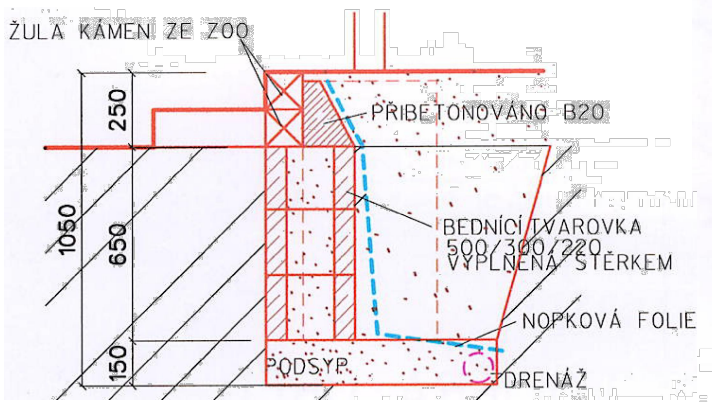 ŽULA KÁMEN ZE ZOO
250
PŘIBETONOVÁNO B20
1050
650
BEDNÍCÍ TVAROVKA
500/300/220
VYPLNĚNÁ ŠTĚRKEM
NOPKOVÁ FOLIE
150
PODSYP
DRENÁŽ